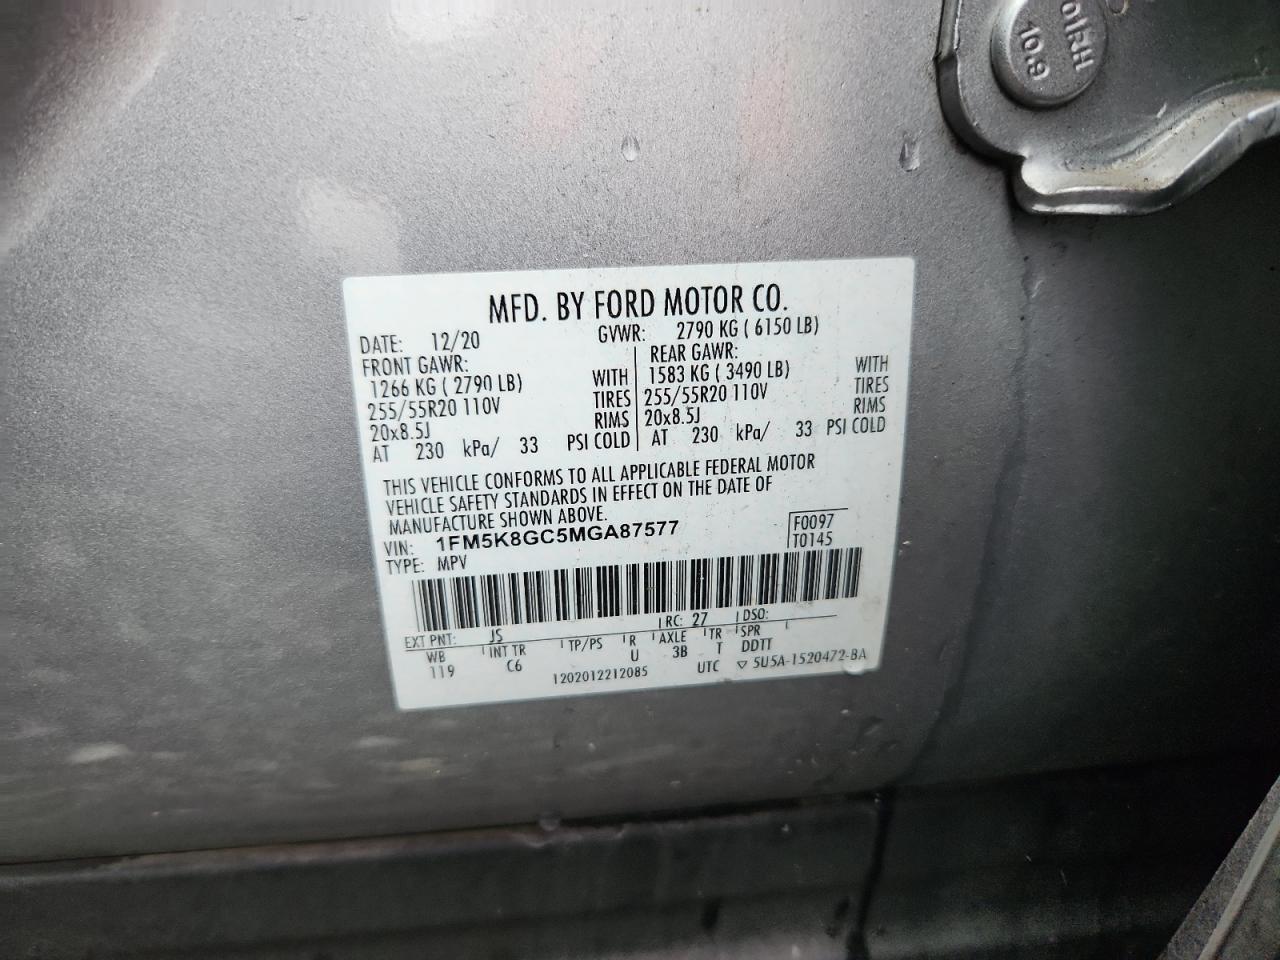 OIRH
10.9
MFD. BY FORD MOTOR CO.
DATE: 12/20 GVWR: 2790 KG ( 6150 LB)
FRONT GAWR: REAR GAWR:
1266 KG ( 2790 LB) WITH 1583 KG ( 3490 LB) WITH
255/55R20 110V TIRES 255/55R20 110V TIRES
20x8.5J RIMS 20x8.5J RIMS
AT 230 kPa/ 33 PSI COLD AT 230 kPa/ 33 PSI COLD
THIS VEHICLE CONFORMS TO ALL APPLICABLE FEDERAL MOTOR
VEHICLE SAFETY STANDARDS IN EFFECT ON THE DATE OF
MANUFACTURE SHOWN ABOVE.
VIN: 1FM5K8GC5MGA87577 F0097
TYPE: MPV T0145
RC: 27 DSO:
EXT PNT: JS
WB INT TR TP/PS R AXLE TR SPR
119 C6 U 3B T DDTT
1202012212085 UTC ▽ 5U5A-1520472-BA